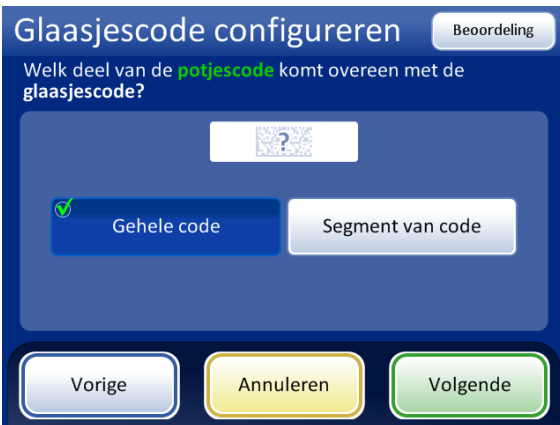 Glaasjescode configureren
Beoordeling
Welk deel van de potjescode komt overeen met de
glaasjescode?
?
Gehele code
Segment van code
Vorige
Annuleren
Volgende